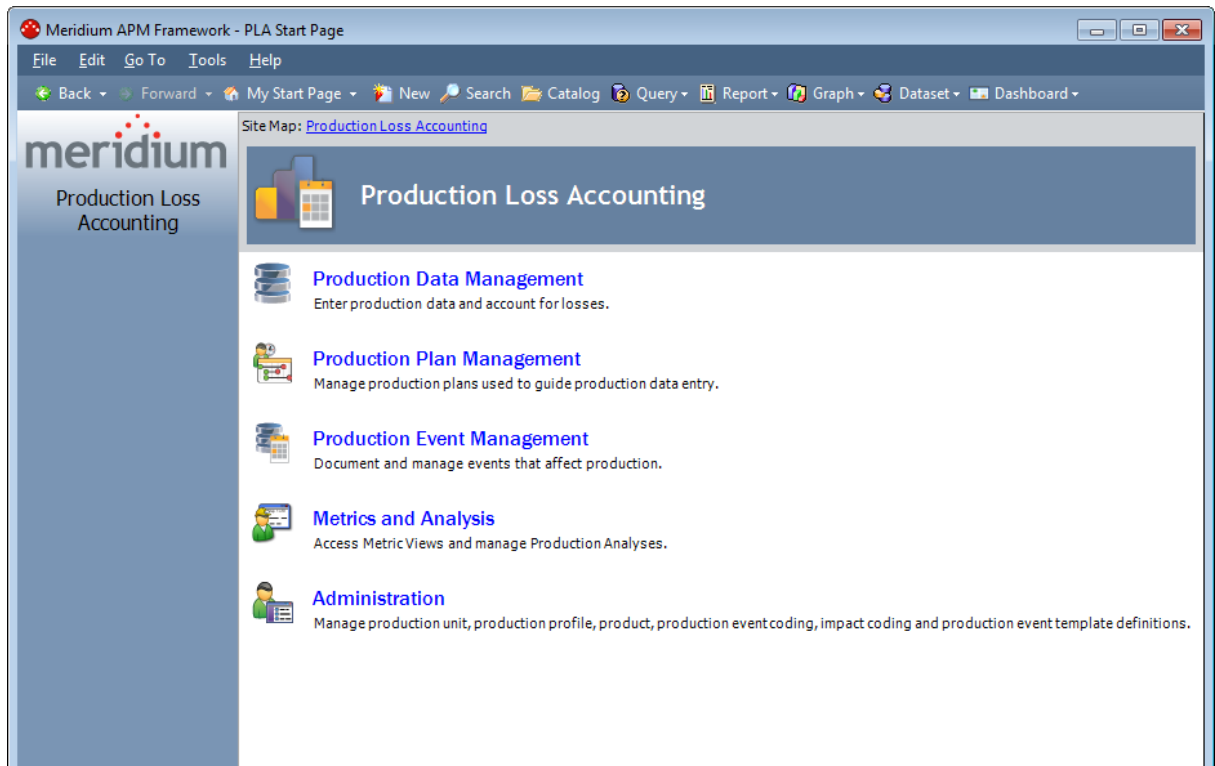 Meridium APM Framework - PLA Start Page
File Edit Go To Tools Help
Back Forward My Start Page New Search Catalog Query Report Graph Dataset Dashboard
meridium
Production Loss
Accounting
Site Map: Production Loss Accounting
Production Loss Accounting
Production Data Management
Enter production data and account for losses.
Production Plan Management
Manage production plans used to guide production data entry.
Production Event Management
Document and manage events that affect production.
Metrics and Analysis
Access Metric Views and manage Production Analyses.
Administration
Manage production unit, production profile, product, production event coding, impact coding and production event template definitions.